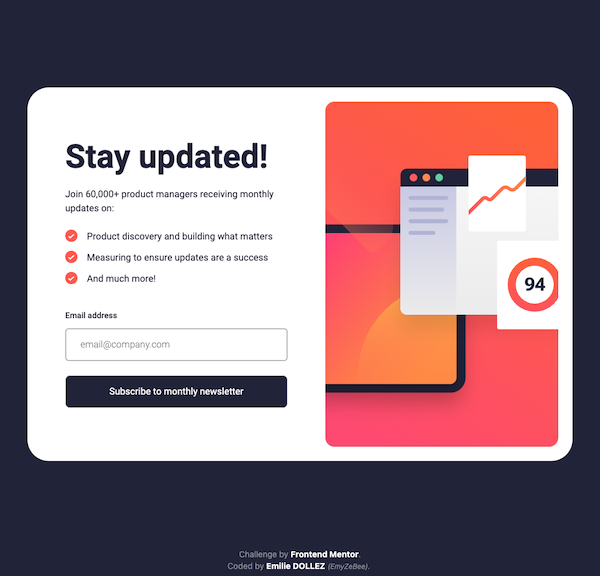 Stay updated!
Join 60,000+ product managers receiving monthly
updates on:
Product discovery and building what matters
Measuring to ensure updates are a success
And much more!
Email address
email@company.com
Subscribe to monthly newsletter
94
Challenge by Frontend Mentor.
Coded by Emilie DOLLEZ (EmyZeBee).